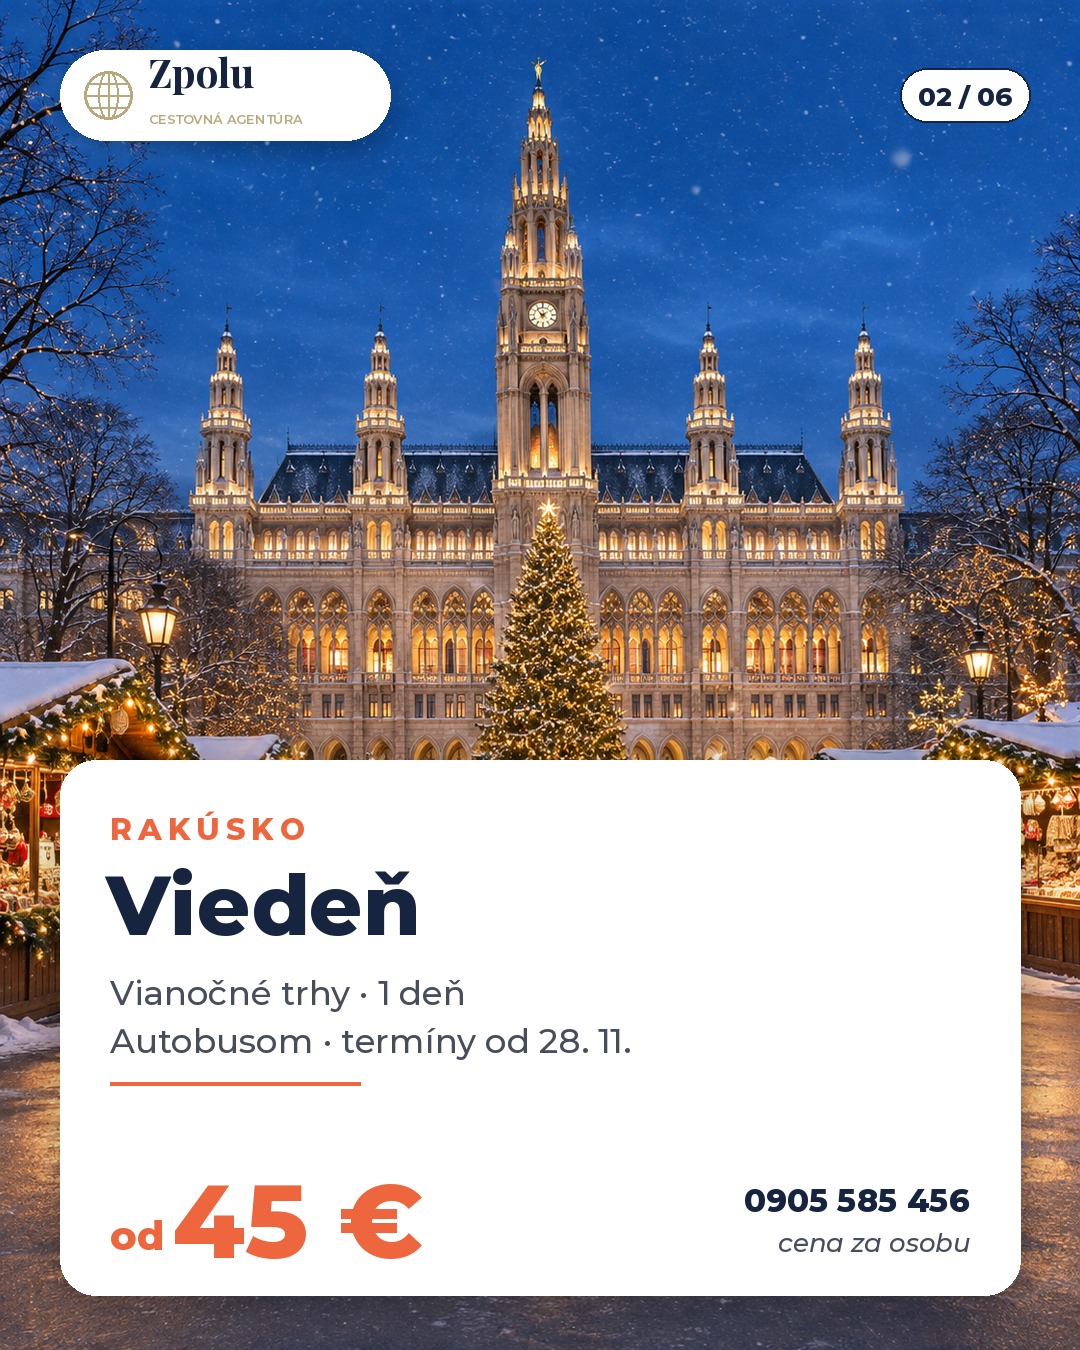 Zpolu
CESTOVNÁ AGENTÚRA
02 / 06
RAKÚSKO
Viedeň
Vianočné trhy · 1 deň
Autobusom · termíny od 28. 11.
od 45 €
0905 585 456
cena za osobu